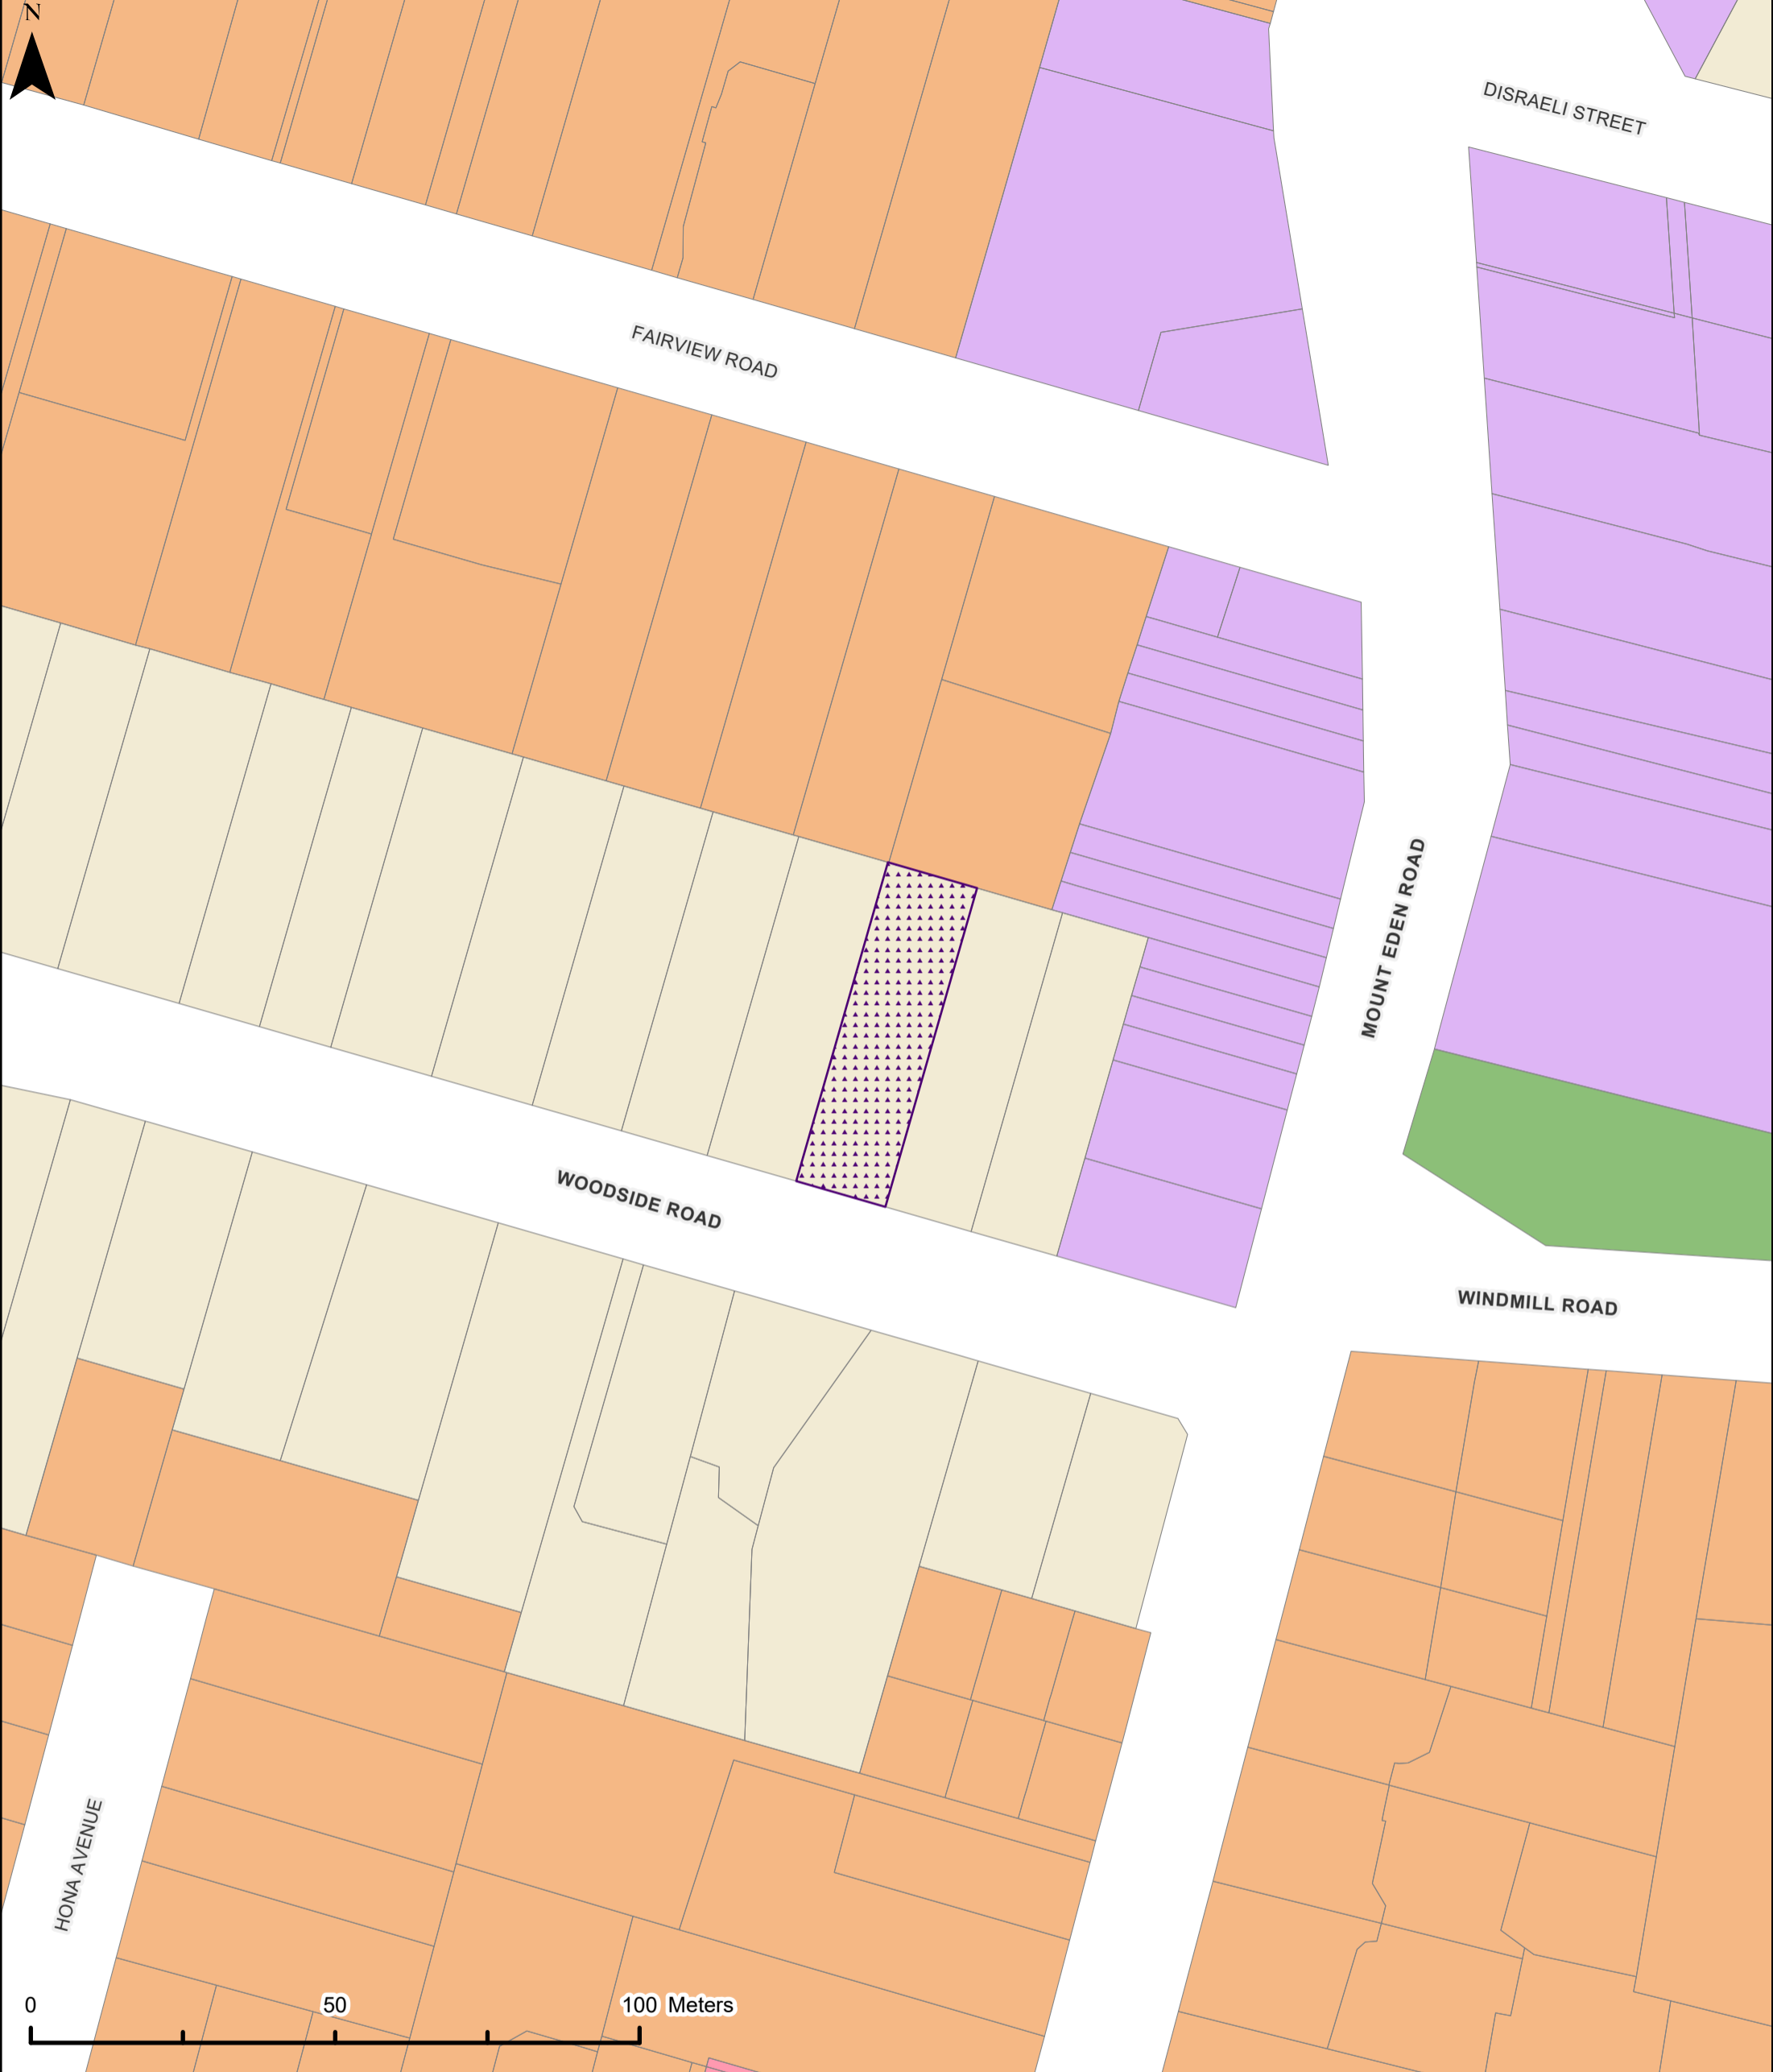 N
DISRAELI STREET
FAIRVIEW ROAD
MOUNT EDEN ROAD
WOODSIDE ROAD
WINDMILL ROAD
HONA AVENUE
0 50 100 Meters